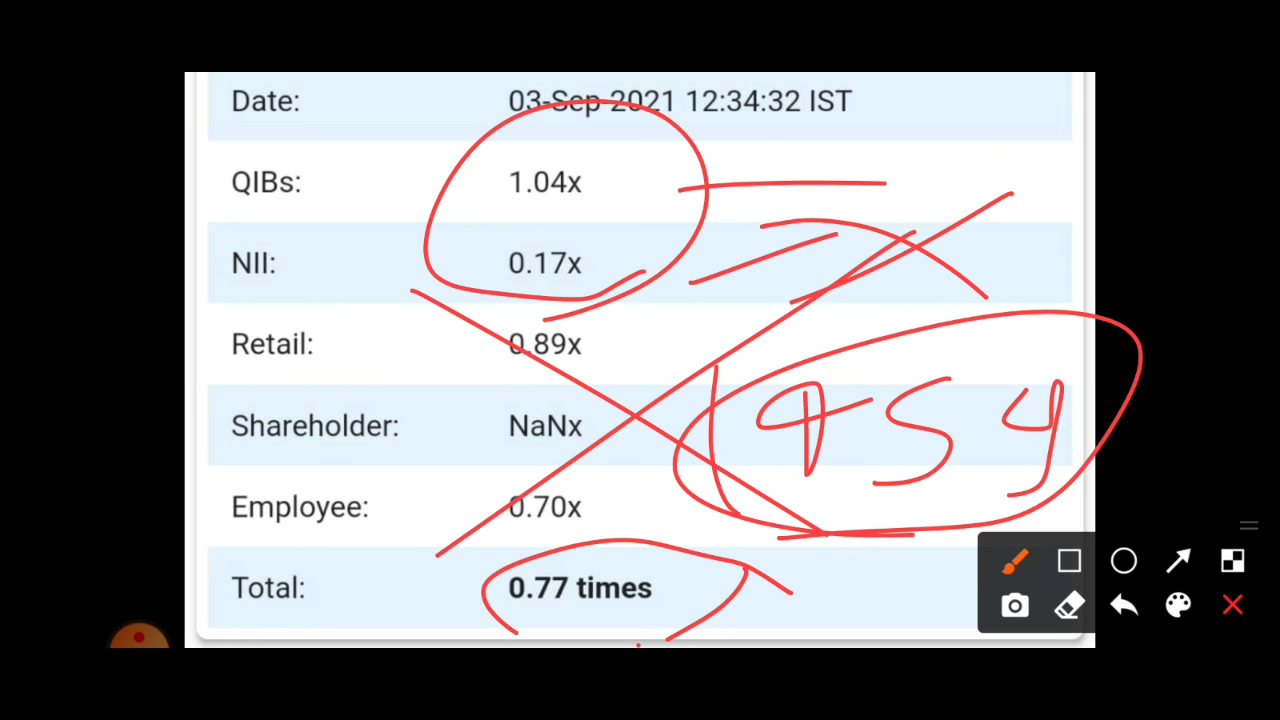 Date: 03-Sep-2021 12:34:32 IST
QIBs: 1.04x
NII: 0.17x
Retail: 0.89x
Shareholder: NaNx
Employee: 0.70x
Total: 0.77 times